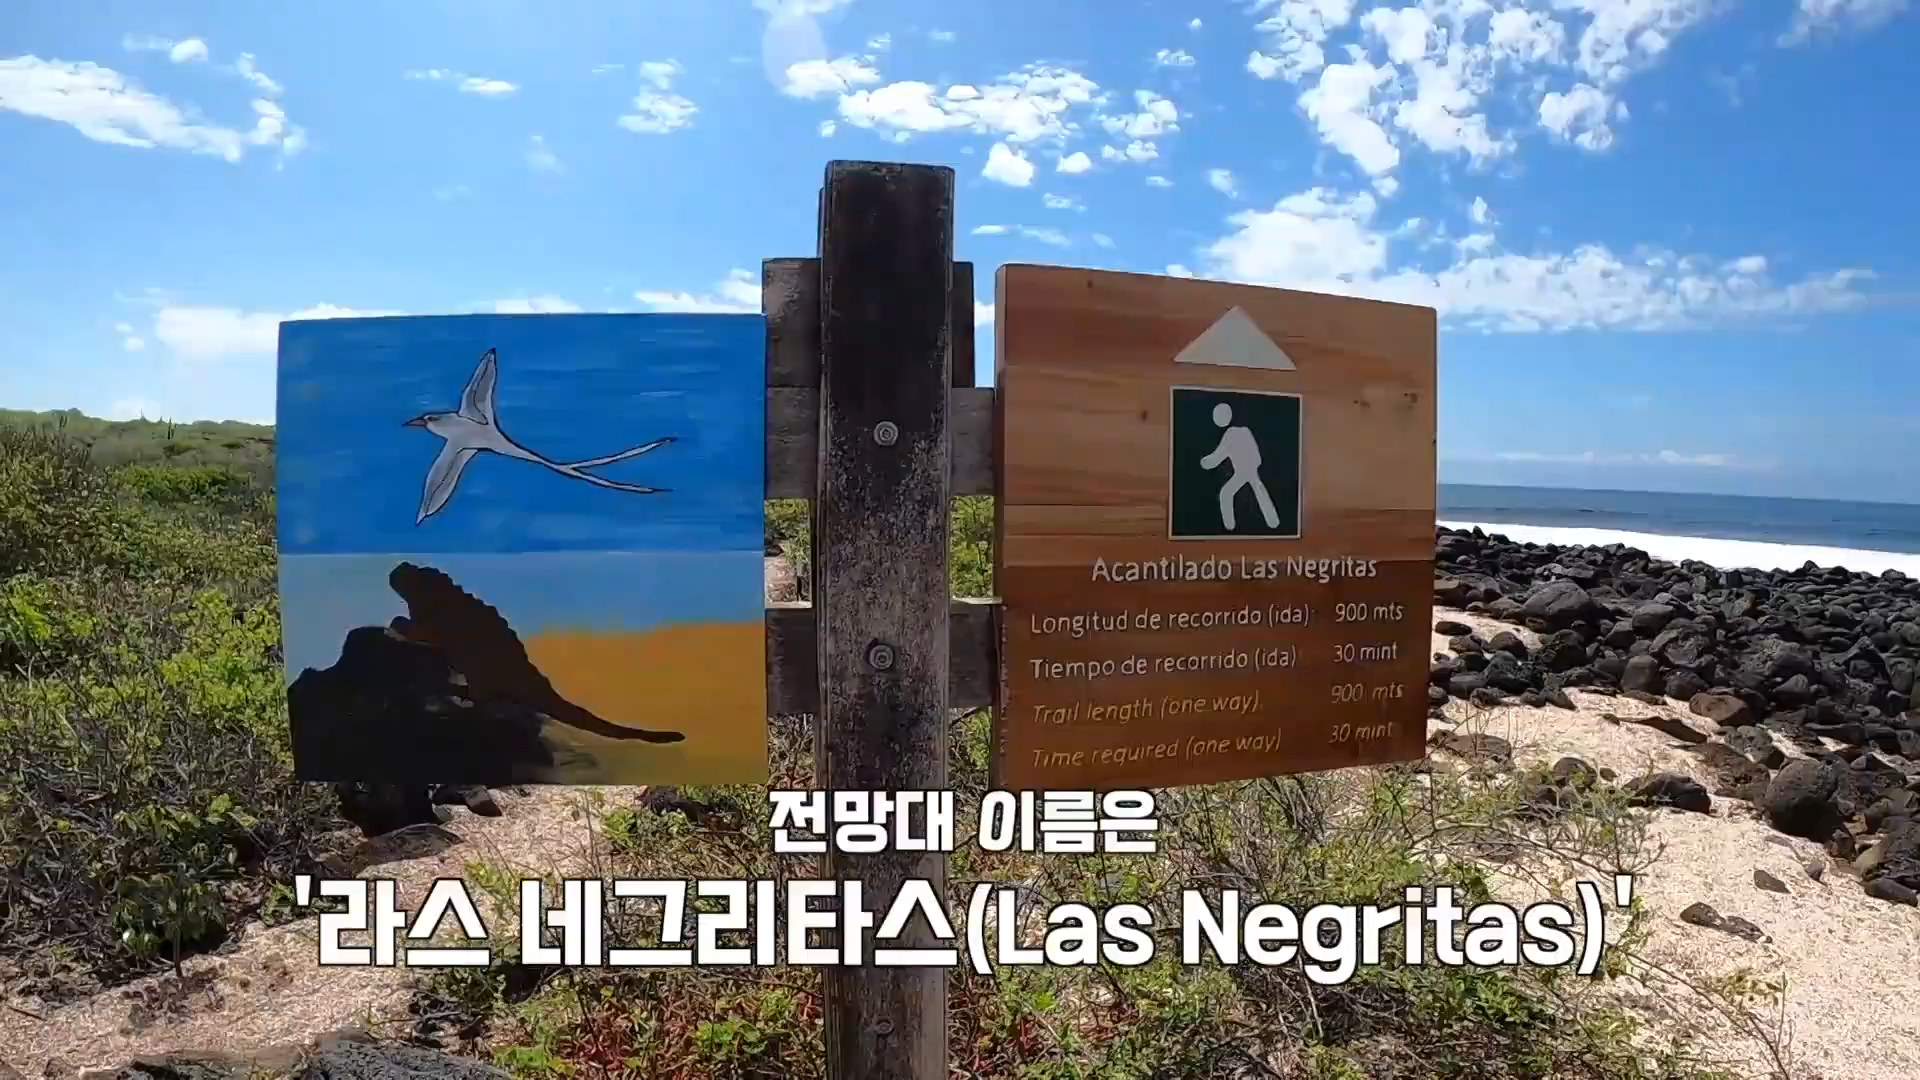 Acantilado Las Negritas
Longitud de recorrido (ida) 900 mts
Tiempo de recorrido (ida) 30 mint
Trail length (one way) 900 mts
Time required (one way) 30 mint
전망대 이름은
'라스 네그리타스(Las Negritas)'